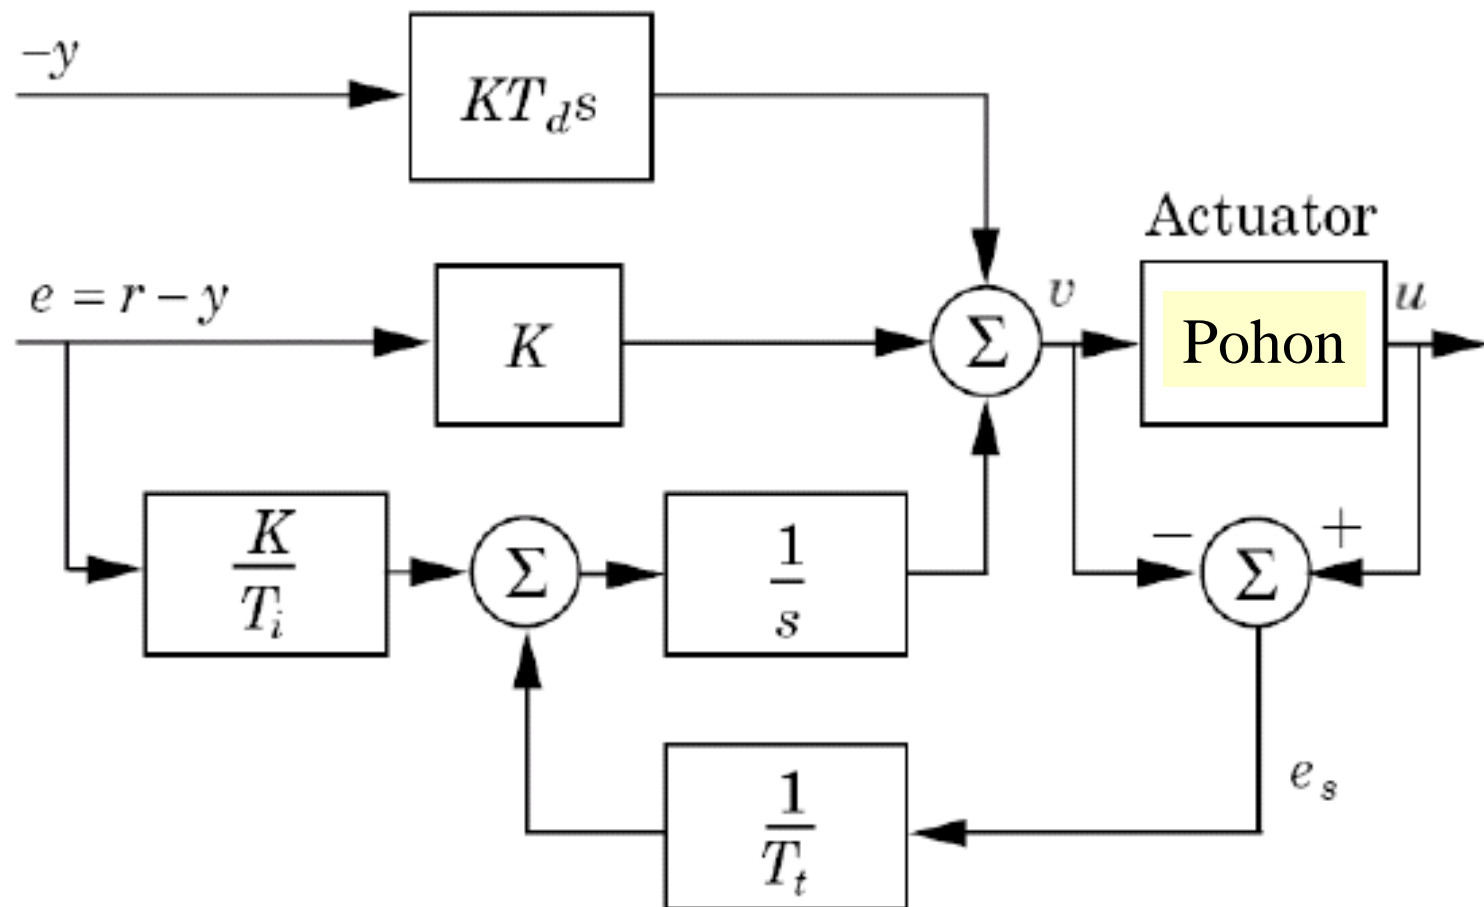 −y
KT_d s
Actuator
e = r − y
K
Σ
v
Pohon
u
K
T_i
Σ
1
s
−
Σ
+
1
T_t
e_s